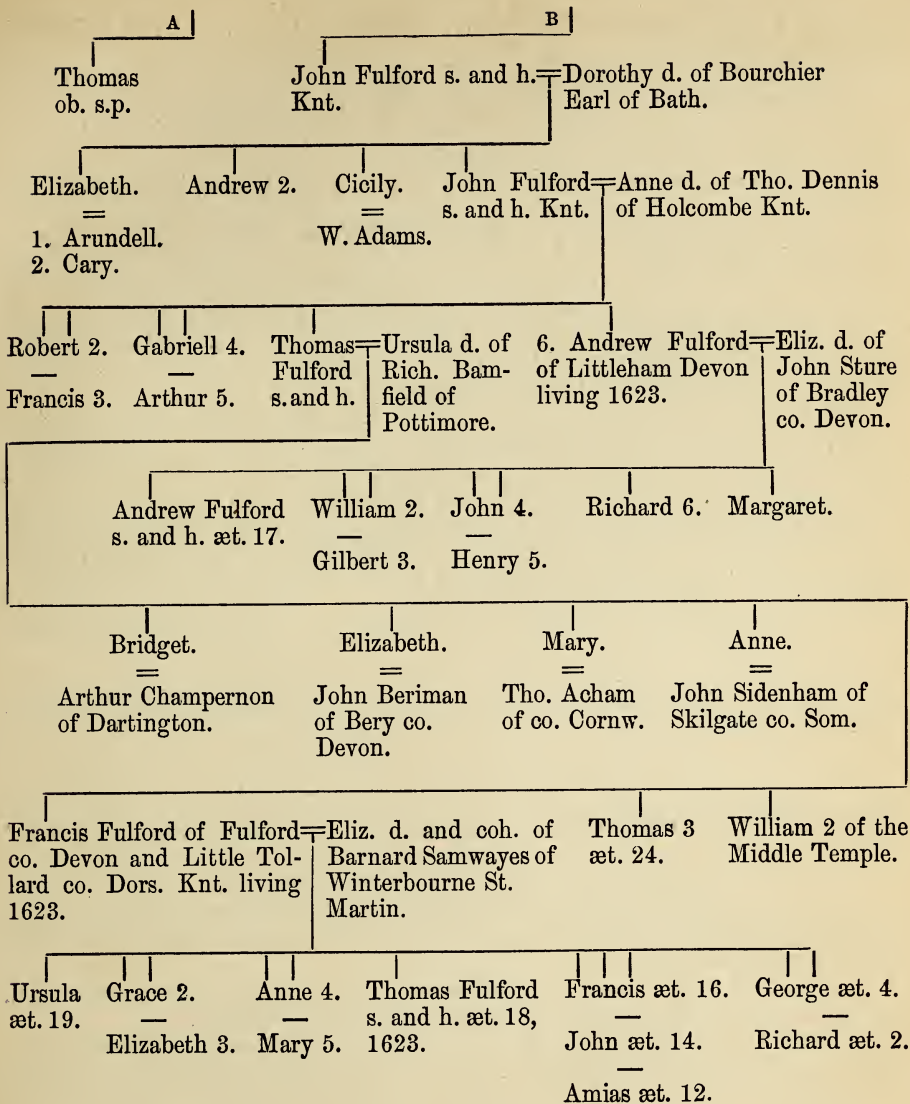 A B
Thomas
ob. s.p.
John Fulford s. and h.
Knt.
Dorothy d. of Bourchier
Earl of Bath.
Elizabeth.
=
1. Arundell.
2. Cary.
Andrew 2.
Cicily.
=
W. Adams.
John Fulford
s. and h. Knt.
Anne d. of Tho. Dennis
of Holcombe Knt.
Robert 2.
—
Francis 3.
Gabriell 4.
—
Arthur 5.
Thomas
Fulford
s. and h.
Ursula d. of
Rich. Bam-
field of
Pottimore.
6. Andrew Fulford
of Littleham Devon
living 1623.
Eliz. d. of
John Sture
of Bradley
co. Devon.
Andrew Fulford
s. and h. æt. 17.
William 2.
—
Gilbert 3.
John 4.
—
Henry 5.
Richard 6.
Margaret.
Bridget.
=
Arthur Champernon
of Dartington.
Elizabeth.
=
John Beriman
of Bery co.
Devon.
Mary.
=
Tho. Acham
of co. Cornw.
Anne.
=
John Sidenham of
Skilgate co. Som.
Francis Fulford of Fulford
co. Devon and Little Tol-
lard co. Dors. Knt. living
1623.
Eliz. d. and coh. of
Barnard Samwayes of
Winterbourne St.
Martin.
Thomas 3
æt. 24.
William 2 of the
Middle Temple.
Ursula
æt. 19.
Grace 2.
—
Elizabeth 3.
Anne 4.
—
Mary 5.
Thomas Fulford
s. and h. æt. 18,
1623.
Francis æt. 16.
—
John æt. 14.
—
Amias æt. 12.
George æt. 4.
—
Richard æt. 2.